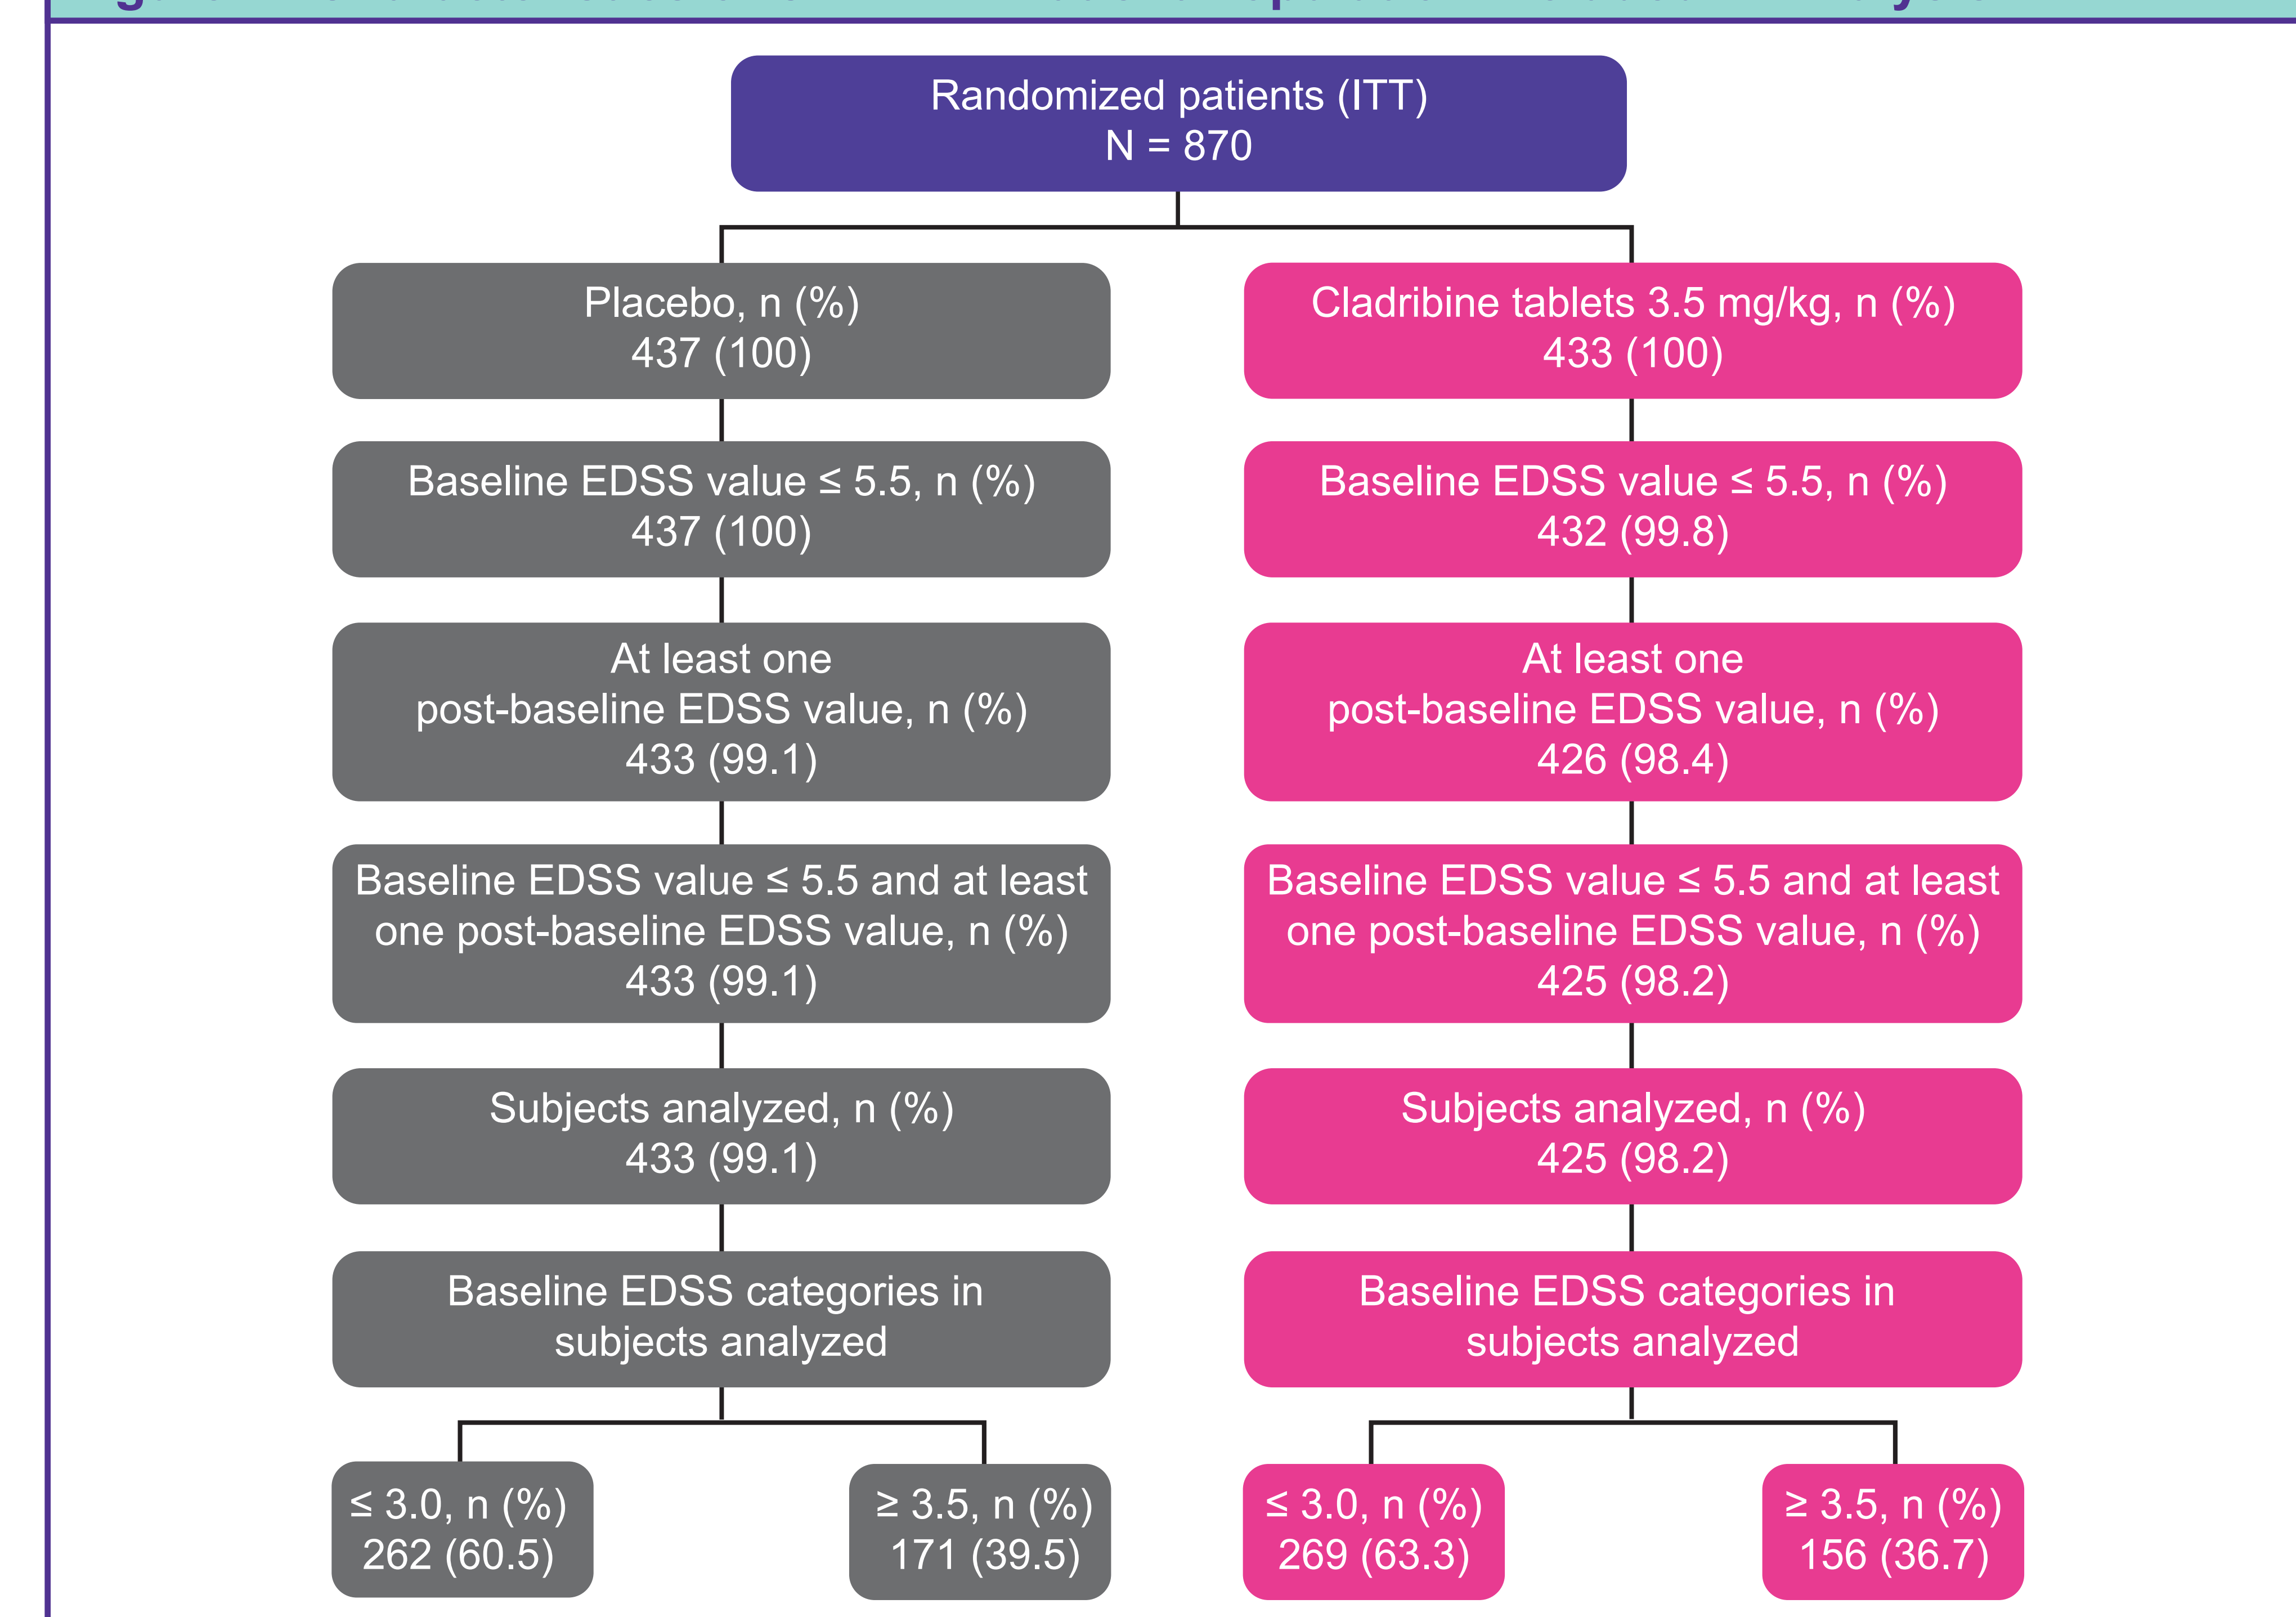 Randomized patients (ITT)
N = 870
Placebo, n (%)
437 (100)
Cladribine tablets 3.5 mg/kg, n (%)
433 (100)
Baseline EDSS value ≤ 5.5, n (%)
437 (100)
Baseline EDSS value ≤ 5.5, n (%)
432 (99.8)
At least one
post-baseline EDSS value, n (%)
433 (99.1)
At least one
post-baseline EDSS value, n (%)
426 (98.4)
Baseline EDSS value ≤ 5.5 and at least
one post-baseline EDSS value, n (%)
433 (99.1)
Baseline EDSS value ≤ 5.5 and at least
one post-baseline EDSS value, n (%)
425 (98.2)
Subjects analyzed, n (%)
433 (99.1)
Subjects analyzed, n (%)
425 (98.2)
Baseline EDSS categories in
subjects analyzed
Baseline EDSS categories in
subjects analyzed
≤ 3.0, n (%)
262 (60.5)
≥ 3.5, n (%)
171 (39.5)
≤ 3.0, n (%)
269 (63.3)
≥ 3.5, n (%)
156 (36.7)